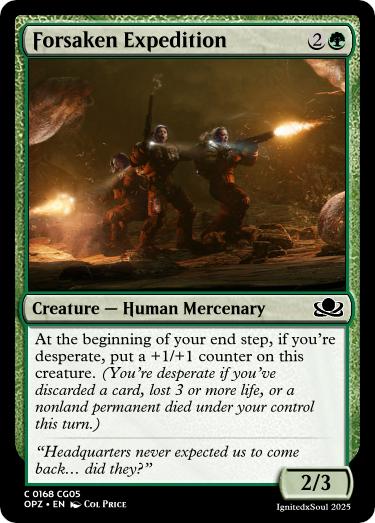 Forsaken Expedition 2
Creature — Human Mercenary
At the beginning of your end step, if you're
desperate, put a +1/+1 counter on this
creature. (You're desperate if you've
discarded a card, lost 3 or more life, or a
nonland permanent died under your control
this turn.)
“Headquarters never expected us to come
back… did they?”
2/3
C 0168 CG05
OPZ • EN Col Price
IgnitedxSoul 2025